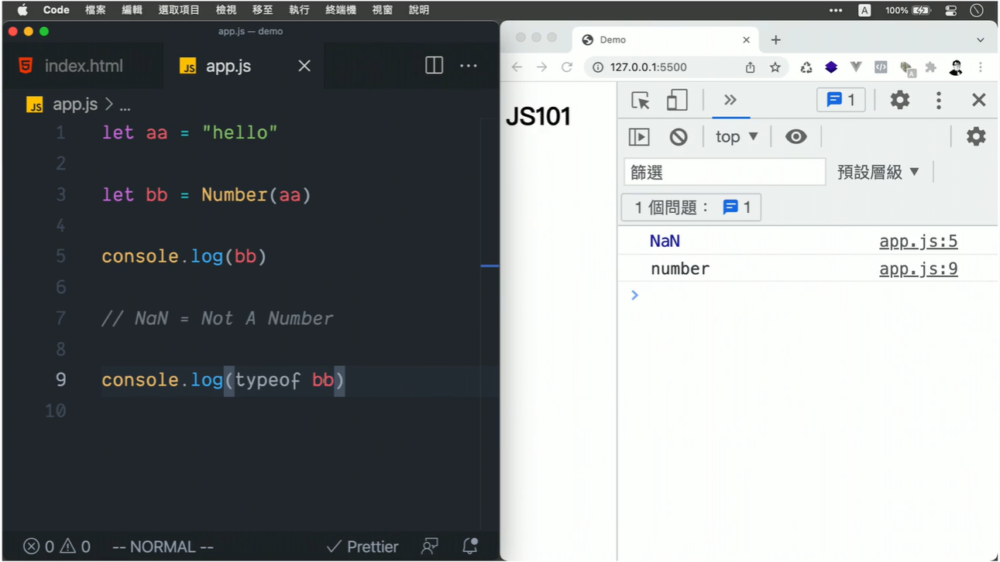 Code 檔案 編輯 選取項目 檢視 移至 執行 終端機 視窗 說明 ••• A 100%
app.js — demo
index.html
JS app.js
JS app.js > ...
1 let aa = "hello"
2
3 let bb = Number(aa)
4
5 console.log(bb)
6
7 // NaN = Not A Number
8
9 console.log(typeof bb)
10
0 0 -- NORMAL -- Prettier
Demo
127.0.0.1:5500
JS101
1
top
篩選 預設層級
1 個問題： 1
NaN app.js:5
number app.js:9